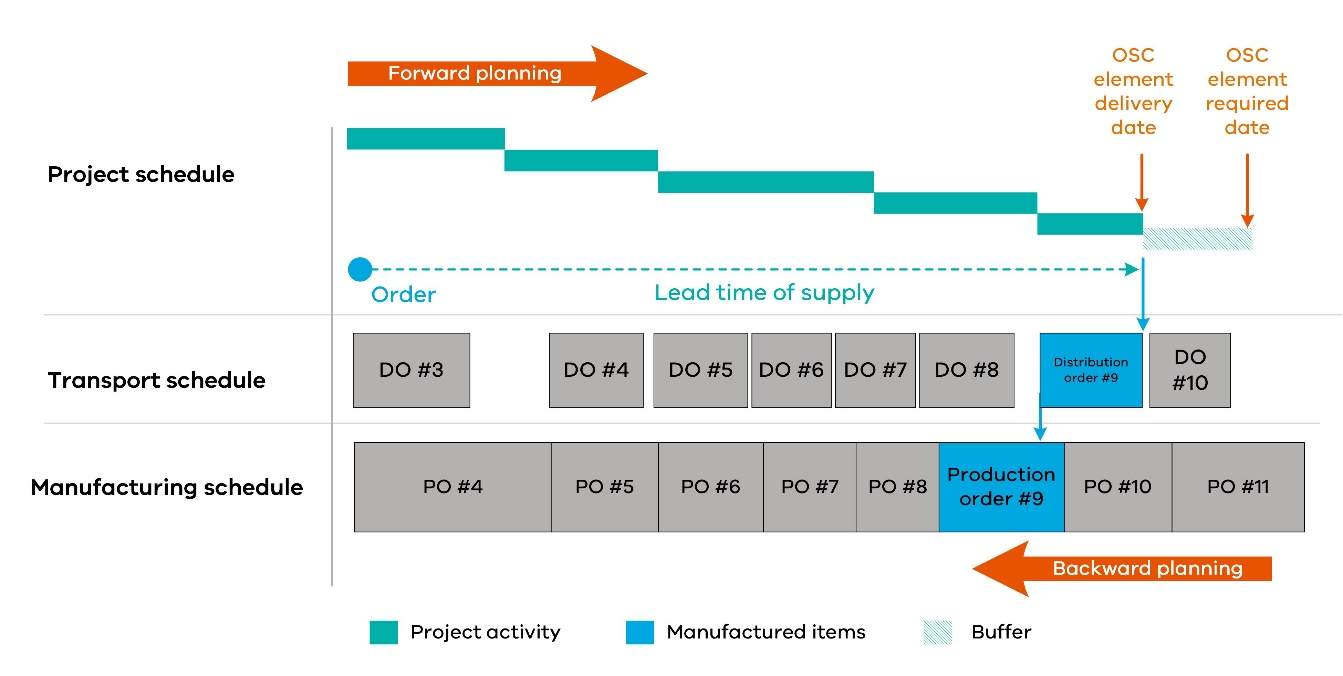 Forward planning
OSC
element
delivery
date
OSC
element
required
date
Project schedule
Order
Lead time of supply
Transport schedule
DO #3
DO #4
DO #5
DO #6
DO #7
DO #8
Distribution
order #9
DO
#10
Manufacturing schedule
PO #4
PO #5
PO #6
PO #7
PO #8
Production
order #9
PO #10
PO #11
Backward planning
Project activity
Manufactured items
Buffer